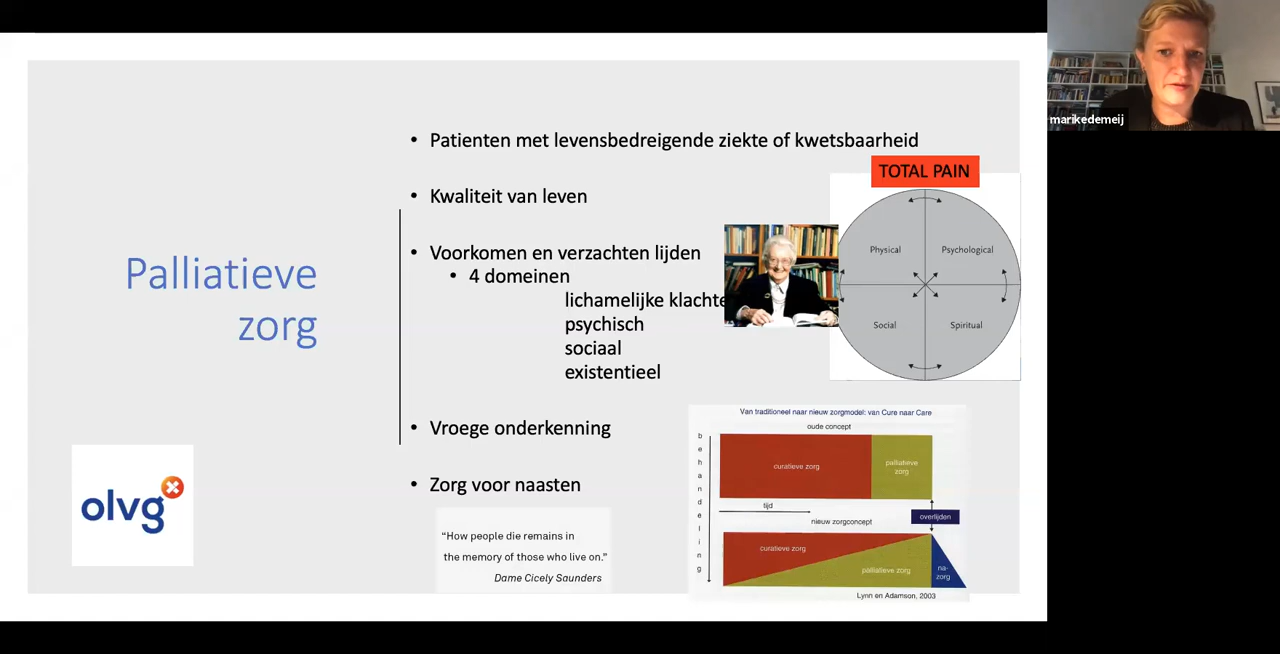 Palliatieve
zorg
• Patienten met levensbedreigende ziekte of kwetsbaarheid
• Kwaliteit van leven
• Voorkomen en verzachten lijden
• 4 domeinen
lichamelijke klachte
psychisch
sociaal
existentieel
• Vroege onderkenning
• Zorg voor naasten
“How people die remains in
the memory of those who live on.”
Dame Cicely Saunders
olvg
TOTAL PAIN
Physical
Psychological
Social
Spiritual
Van traditioneel naar nieuw zorgmodel: van Cure naar Care
oude concept
behandeling
curatieve zorg
palliatieve
zorg
tijd
overlijden
nieuw zorgconcept
curatieve zorg
palliatieve zorg
na-
zorg
Lynn en Adamson, 2003
marikedemeij